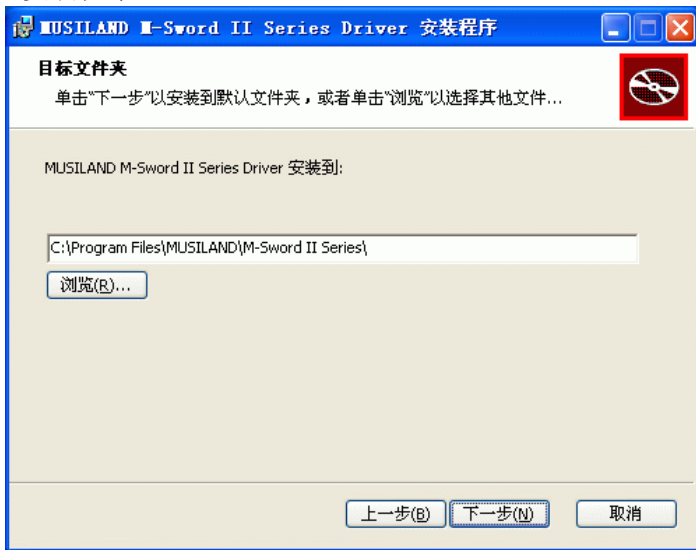 MUSILAND M-Sword II Series Driver 安装程序
目标文件夹
单击“下一步”以安装到默认文件夹，或者单击“浏览”以选择其他文件...
MUSILAND M-Sword II Series Driver 安装到:
C:\Program Files\MUSILAND\M-Sword II Series\
浏览(R)...
上一步(B) 下一步(N) 取消